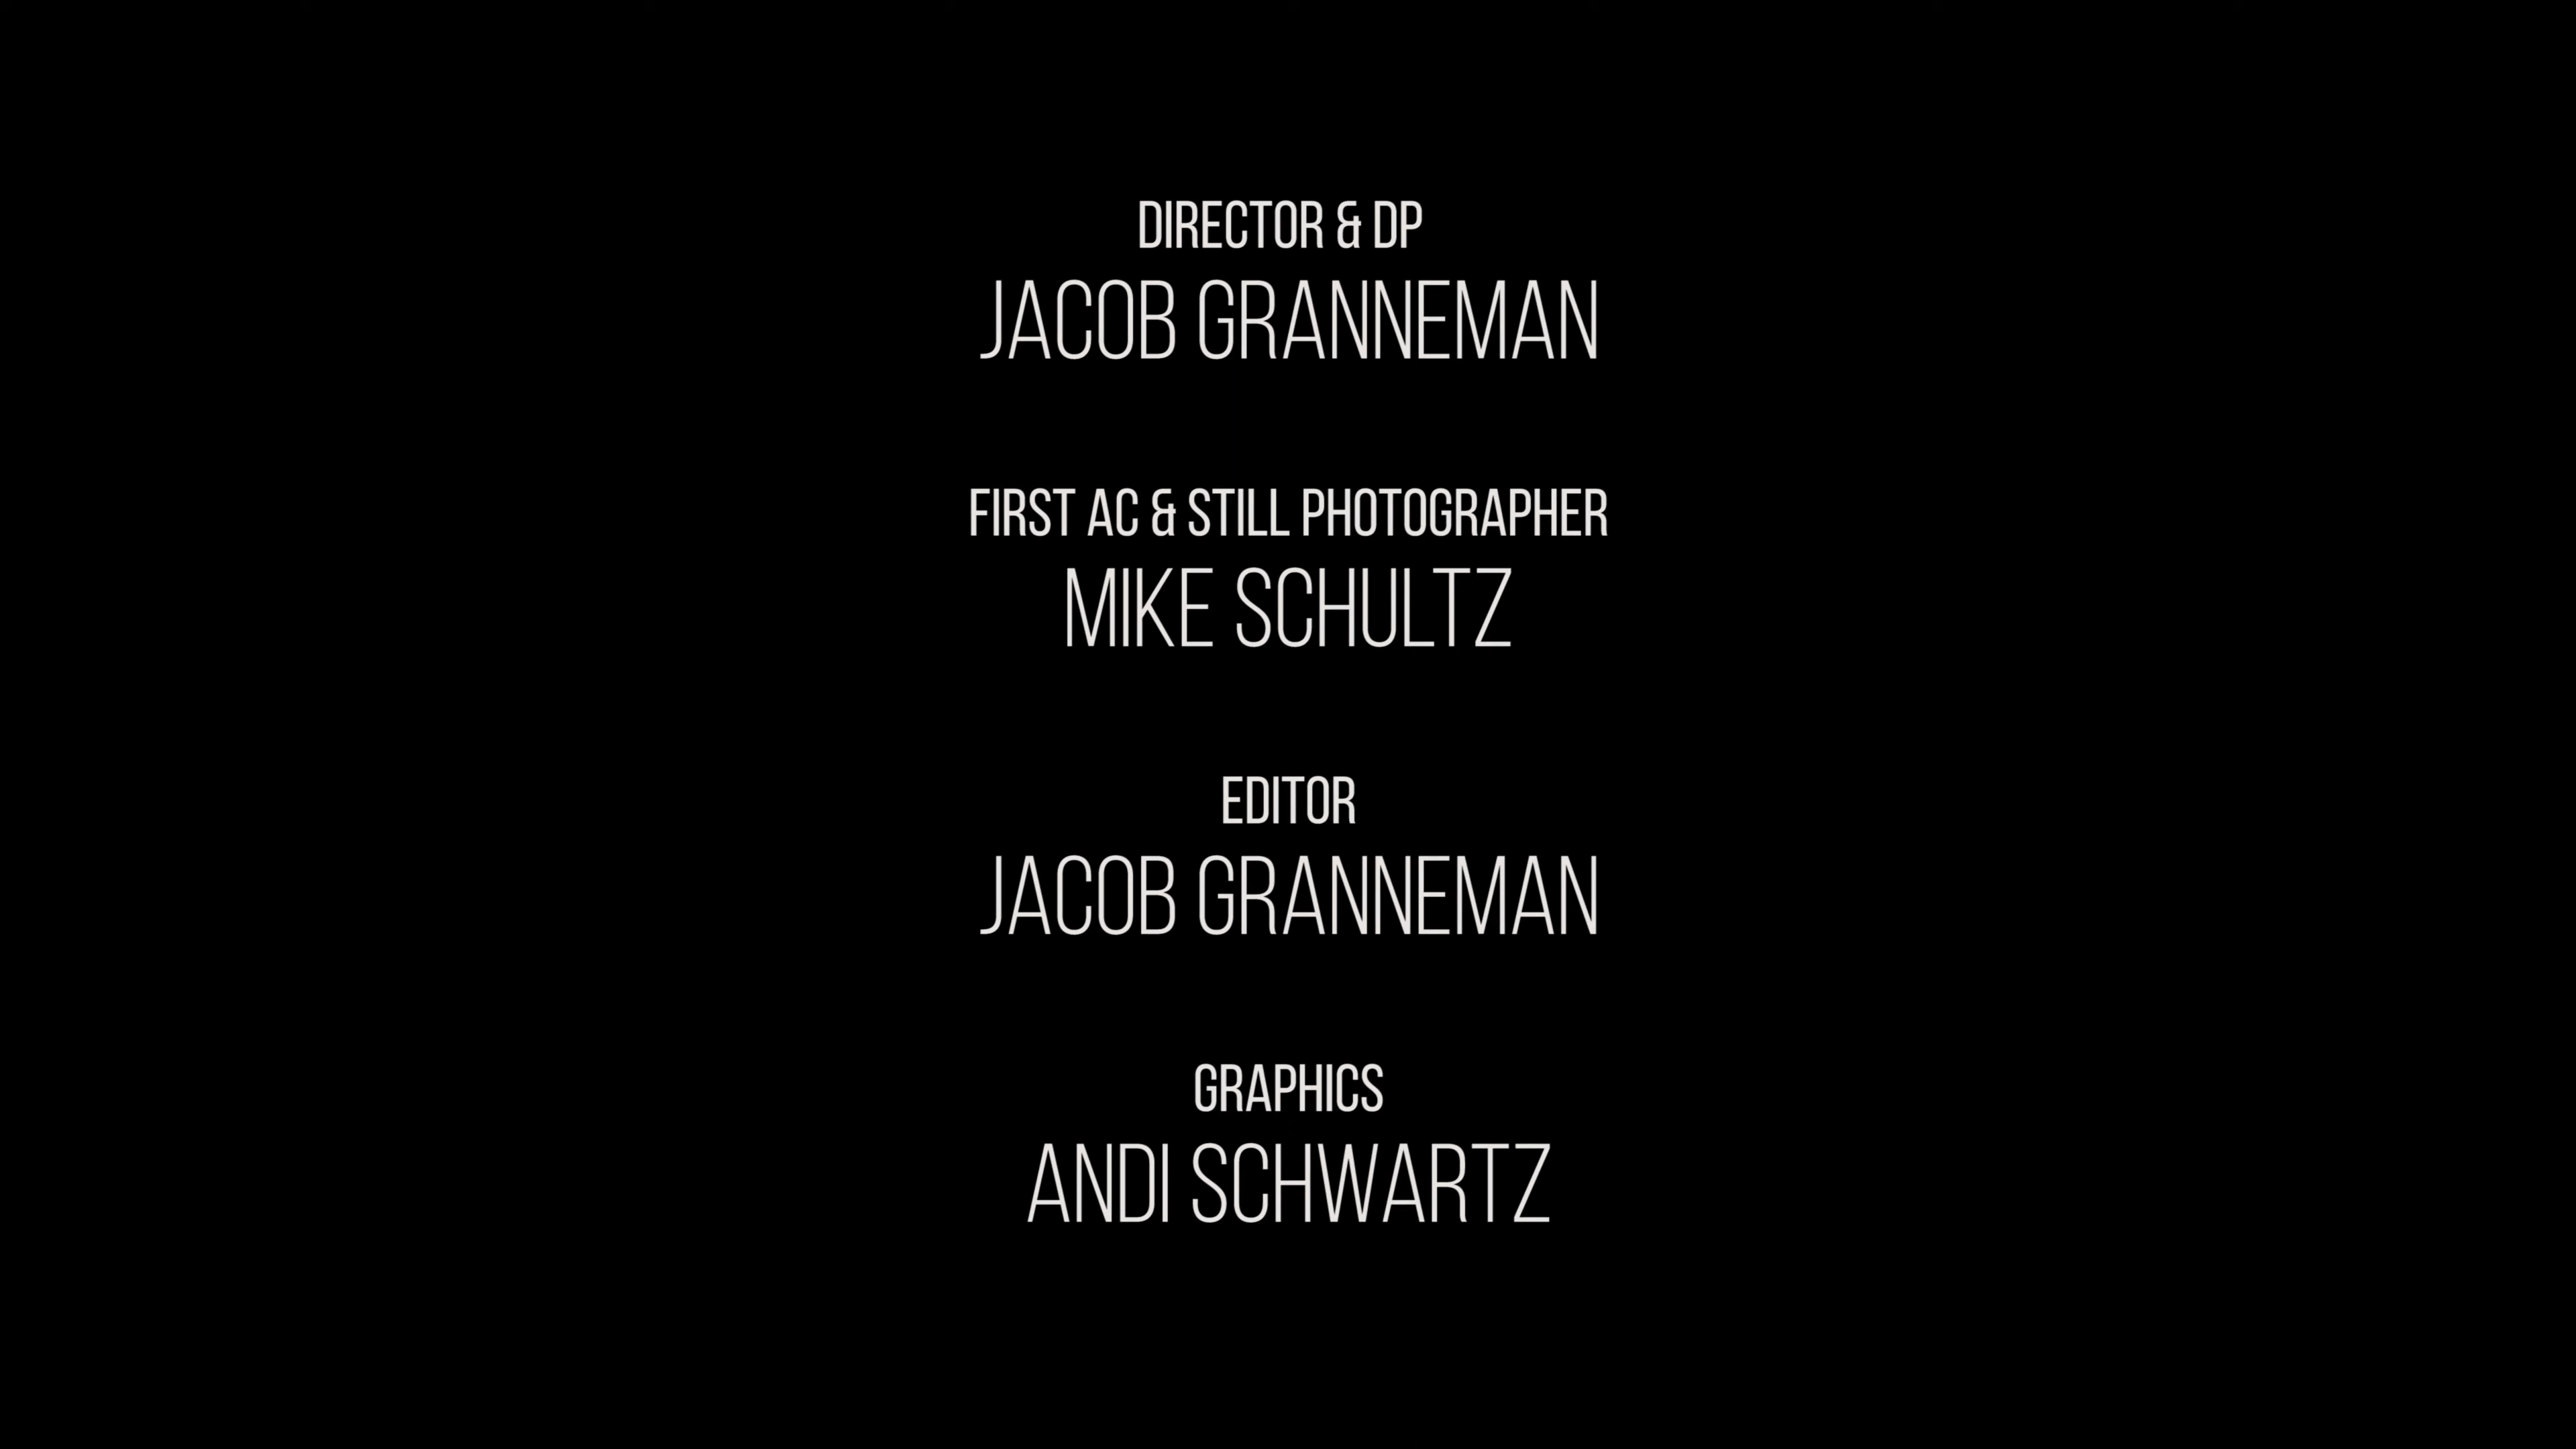 DIRECTOR & DP
JACOB GRANNEMAN
FIRST AC & STILL PHOTOGRAPHER
MIKE SCHULTZ
EDITOR
JACOB GRANNEMAN
GRAPHICS
ANDI SCHWARTZ